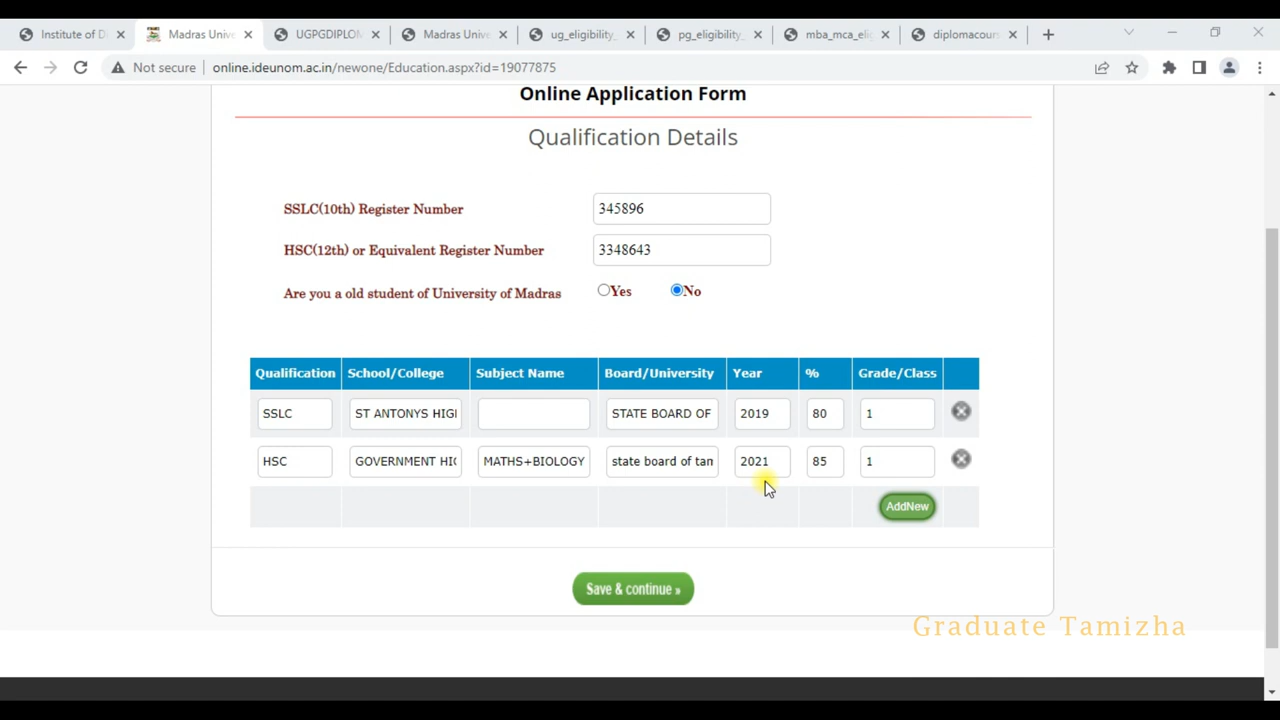 Institute of D
Madras Unive
UGPGDIPLOM
Madras Unive
ug_eligibility_
pg_eligibility_
mba_mca_eli
diplomacour
Not secure
online.ideunom.ac.in/newone/Education.aspx?id=19077875
Online Application Form
Qualification Details
SSLC(10th) Register Number
345896
HSC(12th) or Equivalent Register Number
3348643
Are you a old student of University of Madras
Yes
No
Qualification School/College Subject Name Board/University Year % Grade/Class
SSLC ST ANTONYS HIG STATE BOARD OF 2019 80 1
HSC GOVERNMENT HI MATHS+BIOLOGY state board of tan 2021 85 1
AddNew
Save & continue »
Graduate Tamizha